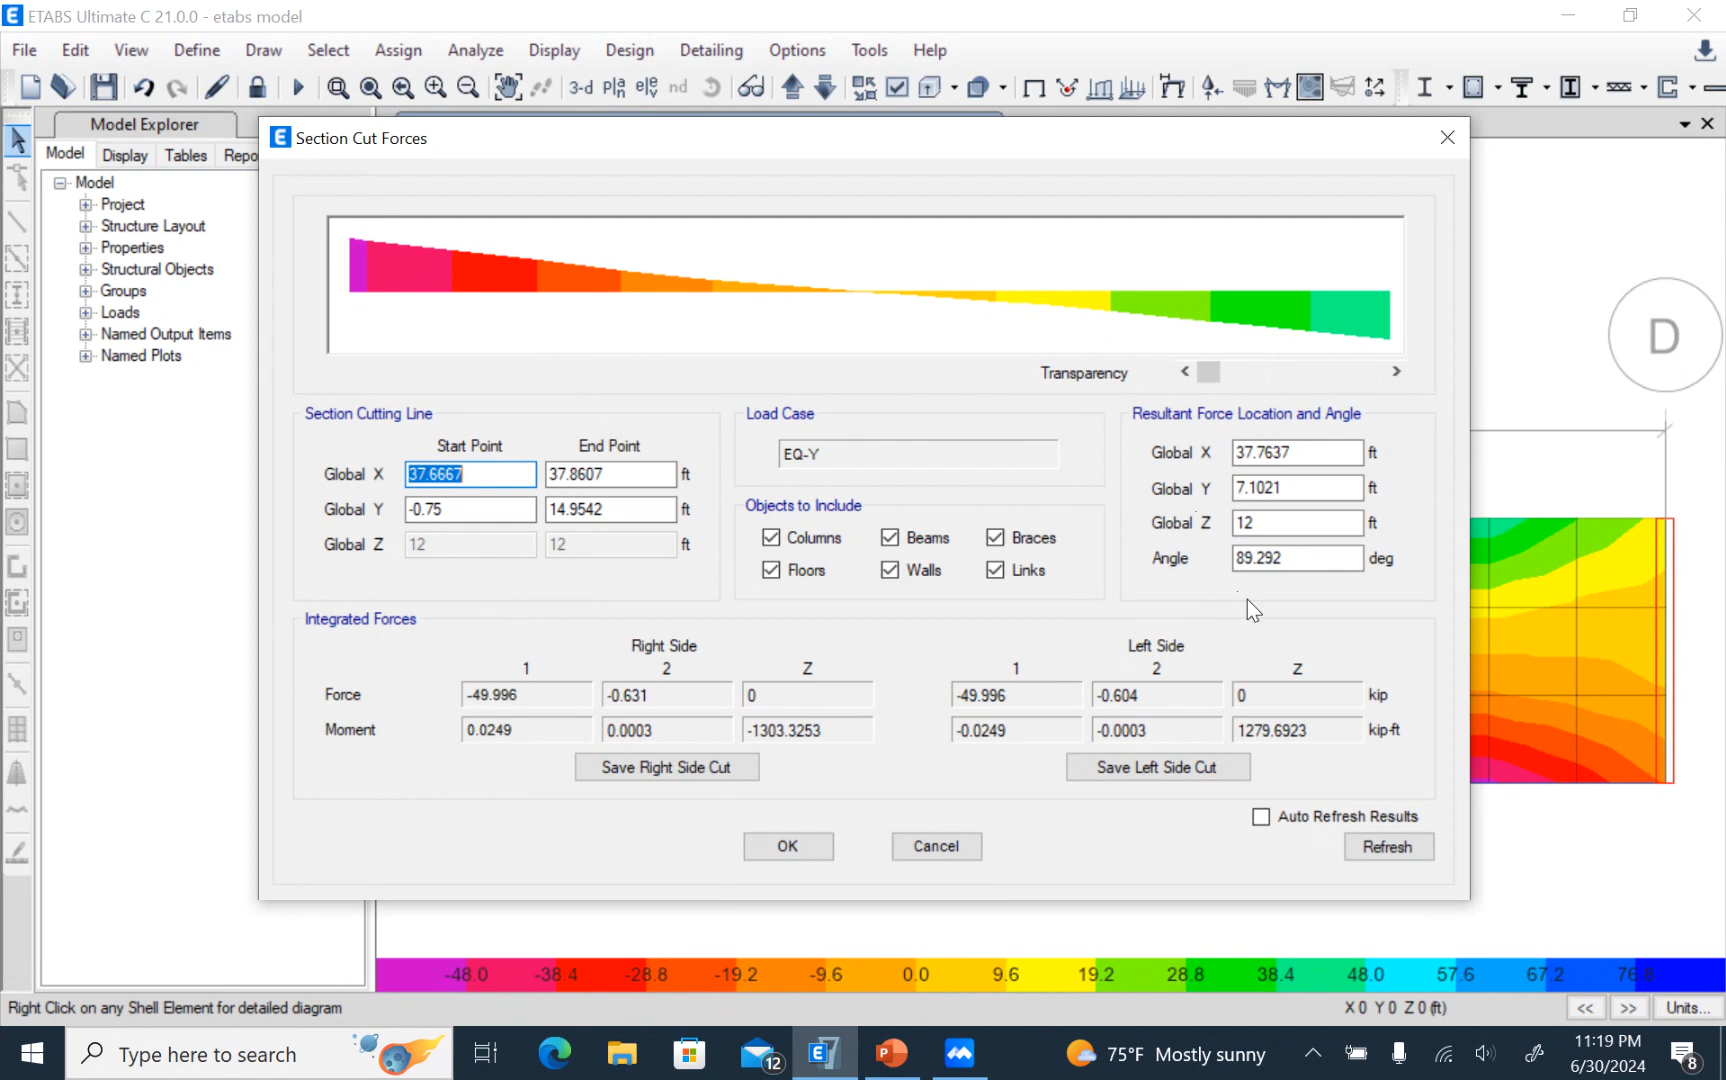 ETABS Ultimate C 21.0.0 - etabs model
File Edit View Define Draw Select Assign Analyze Display Design Detailing Options Tools Help
3-d pla ele nd
Model Explorer
Model Display Tables Repo
Model
Project
Structure Layout
Properties
Structural Objects
Groups
Loads
Named Output Items
Named Plots
Section Cut Forces
Transparency
Section Cutting Line
Start Point End Point
Global X 37.6667 37.8607 ft
Global Y -0.75 14.9542 ft
Global Z 12 12 ft
Load Case
EQ-Y
Objects to Include
Columns Beams Braces
Floors Walls Links
Resultant Force Location and Angle
Global X 37.7637 ft
Global Y 7.1021 ft
Global Z 12 ft
Angle 89.292 deg
Integrated Forces
Right Side Left Side
1 2 Z 1 2 Z
Force -49.996 -0.631 0 -49.996 -0.604 0 kip
Moment 0.0249 0.0003 -1303.3253 -0.0249 -0.0003 1279.6923 kip-ft
Save Right Side Cut Save Left Side Cut
Auto Refresh Results
OK Cancel Refresh
D
-48.0 -38.4 -28.8 -19.2 -9.6 0.0 9.6 19.2 28.8 38.4 48.0 57.6 67.2 76.8
Right Click on any Shell Element for detailed diagram X 0 Y 0 Z 0 (ft) << >> Units...
Type here to search 12 75°F Mostly sunny 11:19 PM
6/30/2024 8